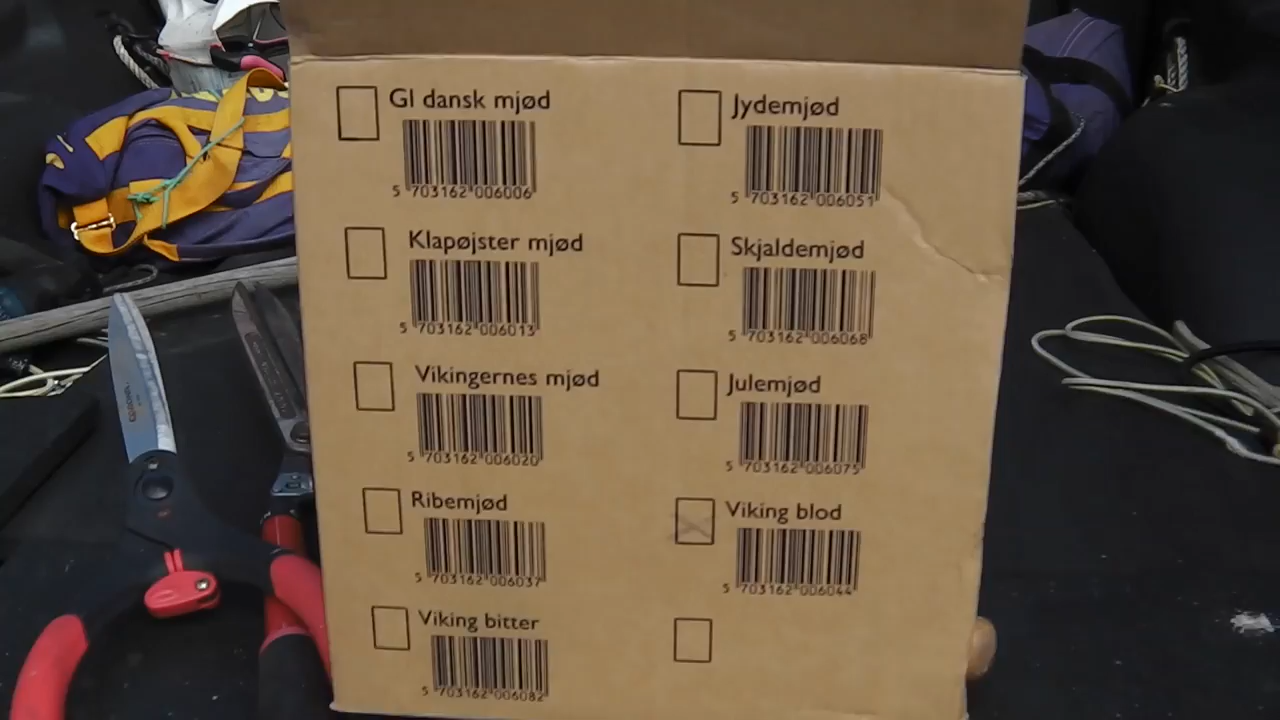 Gl dansk mjød
5 703162 006006
Klapøjster mjød
5 703162 006013
Vikingernes mjød
5 703162 006020
Ribemjød
5 703162 006037
Viking bitter
5 703162 006082
Jydemjød
5 703162 006051
Skjaldemjød
5 703162 006068
Julemjød
5 703162 006075
Viking blod
5 703162 006044